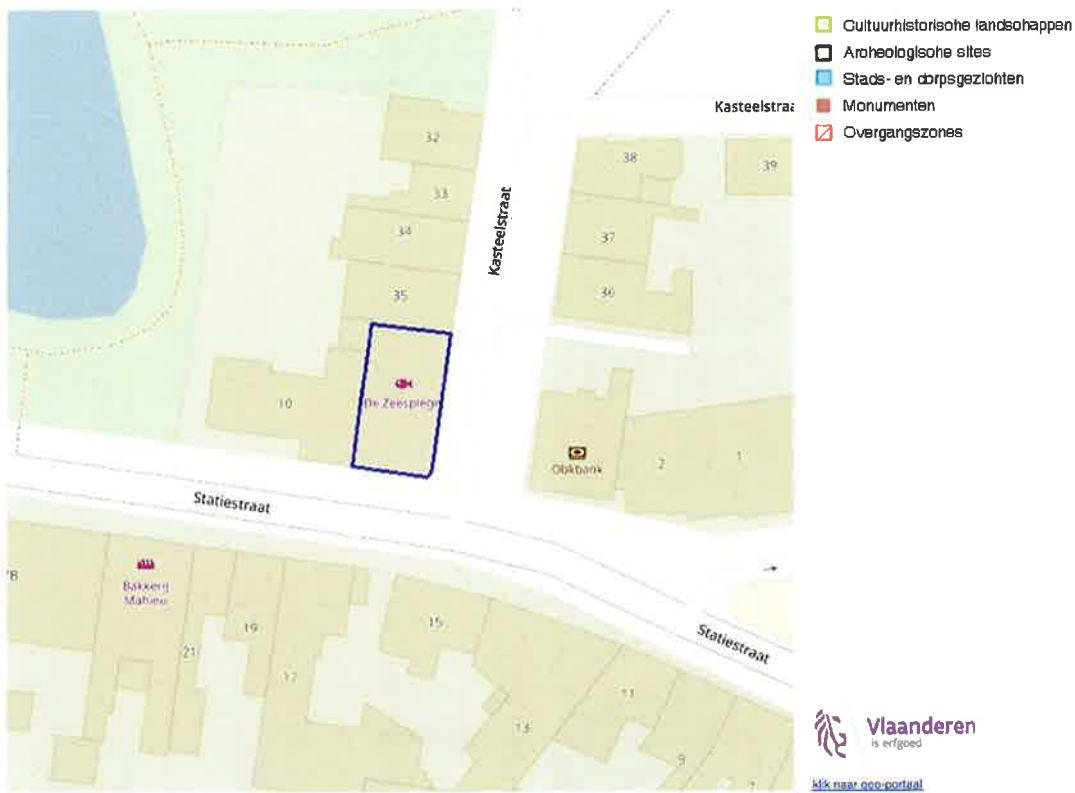 Cultuurhistorische landschappen
Archeologische sites
Stads- en dorpsgezichten
Monumenten
Overgangszones
Kasteelstraa
32
38
39
33
Kasteelstraat
34
37
35
36
De Zeespiege
10
Obkbank
2
1
Statiestraat
Bakkerij
Mahieu
19
15
21
Statiestraat
17
11
13
9
7
Vlaanderen
is erfgoed
klik naar geo-portaal